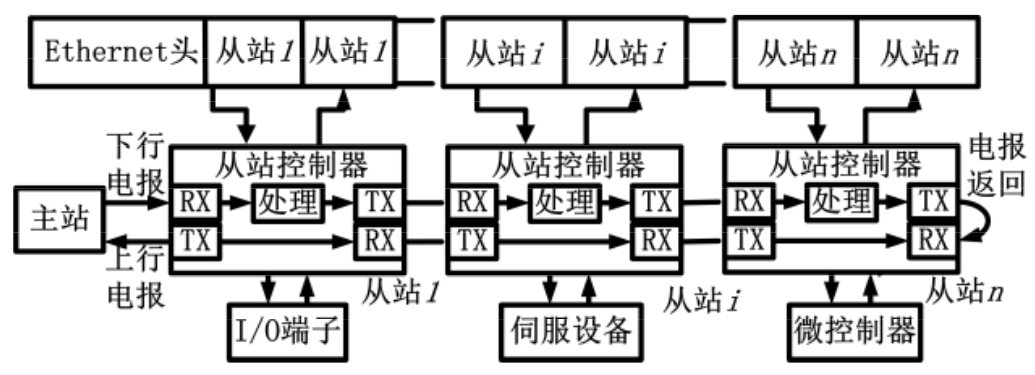 Ethernet头 从站1 从站1 从站i 从站i 从站n 从站n
下行
电报
从站控制器 从站控制器 从站控制器
电报
返回
主站
RX 处理 TX RX 处理 TX RX 处理 TX
TX RX TX RX TX RX
上行
电报
从站1 从站i 从站n
I/O端子 伺服设备 微控制器